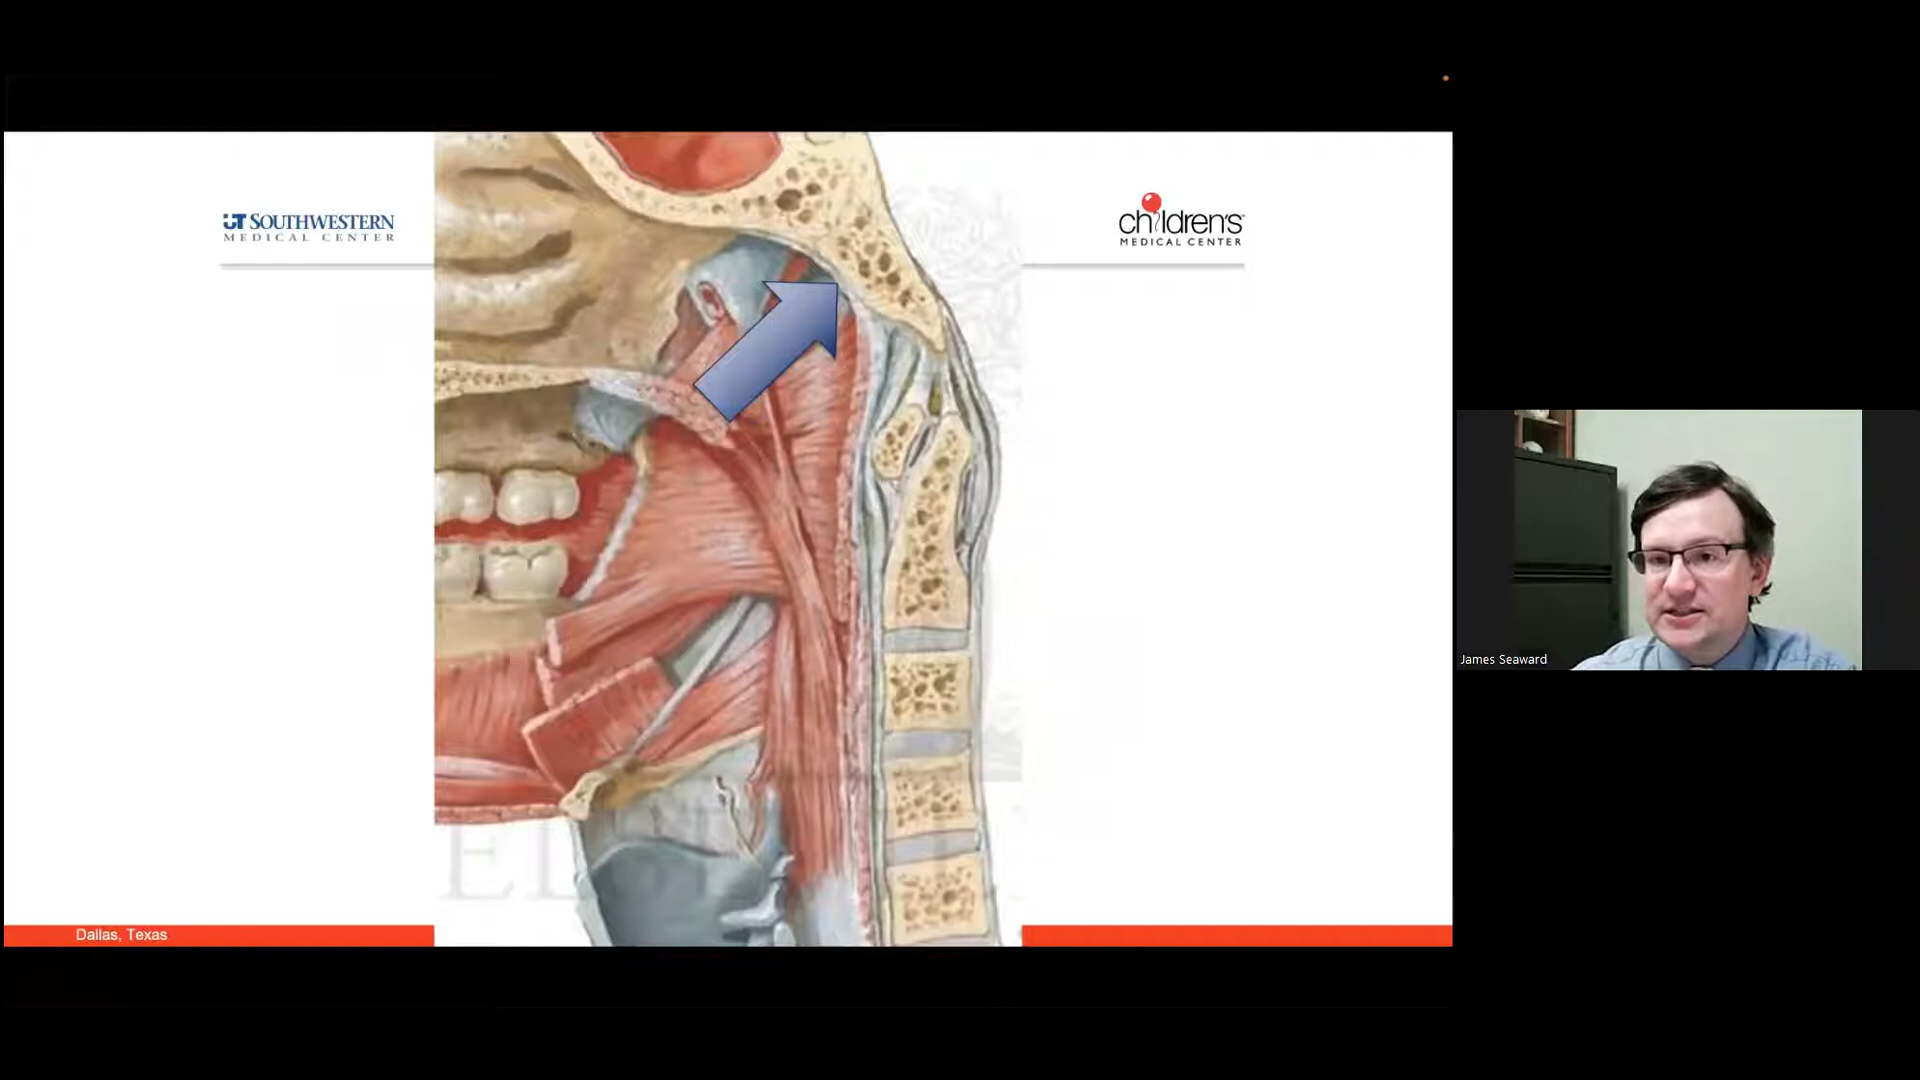 UT SOUTHWESTERN
MEDICAL CENTER
children's
MEDICAL CENTER
James Seaward
Dallas, Texas